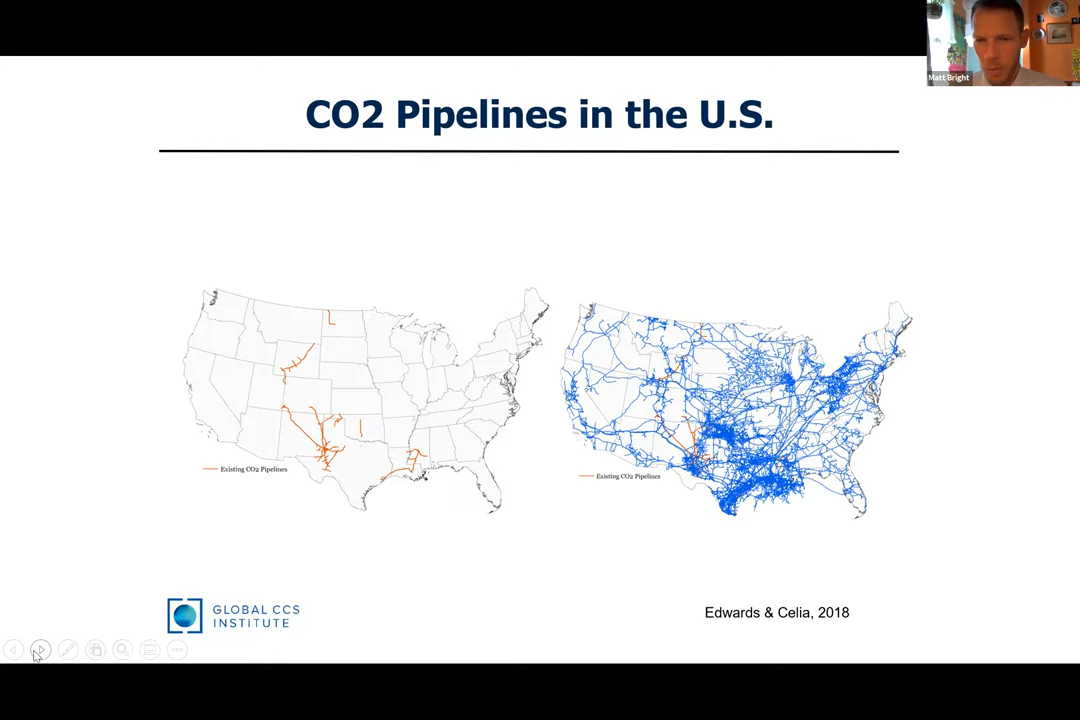 Matt Bright
CO2 Pipelines in the U.S.
Existing CO2 Pipelines
Existing CO2 Pipelines
GLOBAL CCS
INSTITUTE
Edwards & Celia, 2018